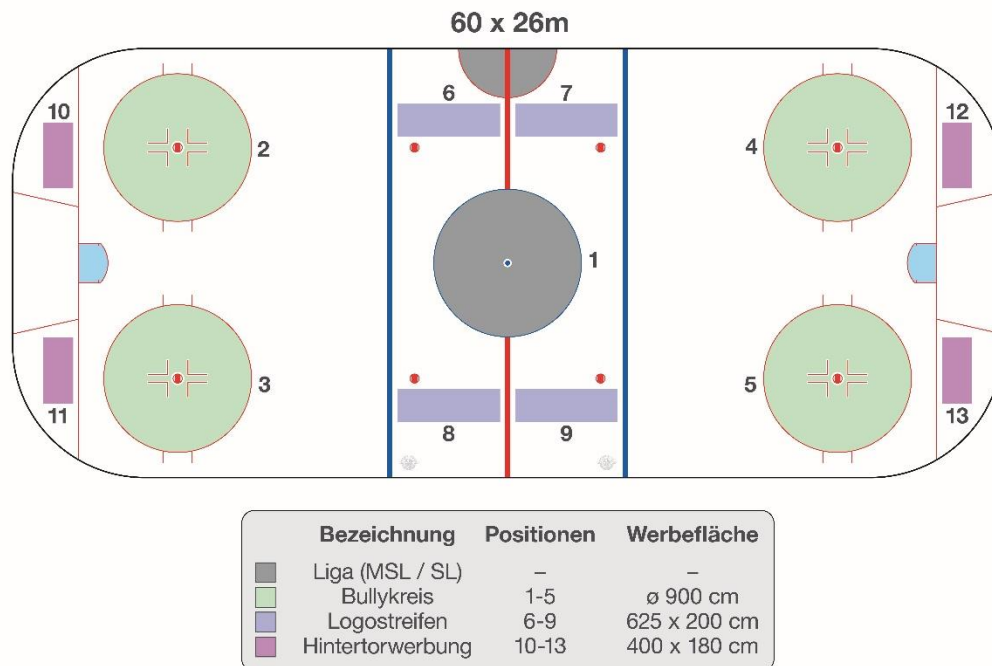 60 x 26m
10
6
7
12
2
4
1
3
5
11
8
9
13
Bezeichnung Positionen Werbefläche
Liga (MSL / SL) – –
Bullykreis 1-5 ø 900 cm
Logostreifen 6-9 625 x 200 cm
Hintertorwerbung 10-13 400 x 180 cm